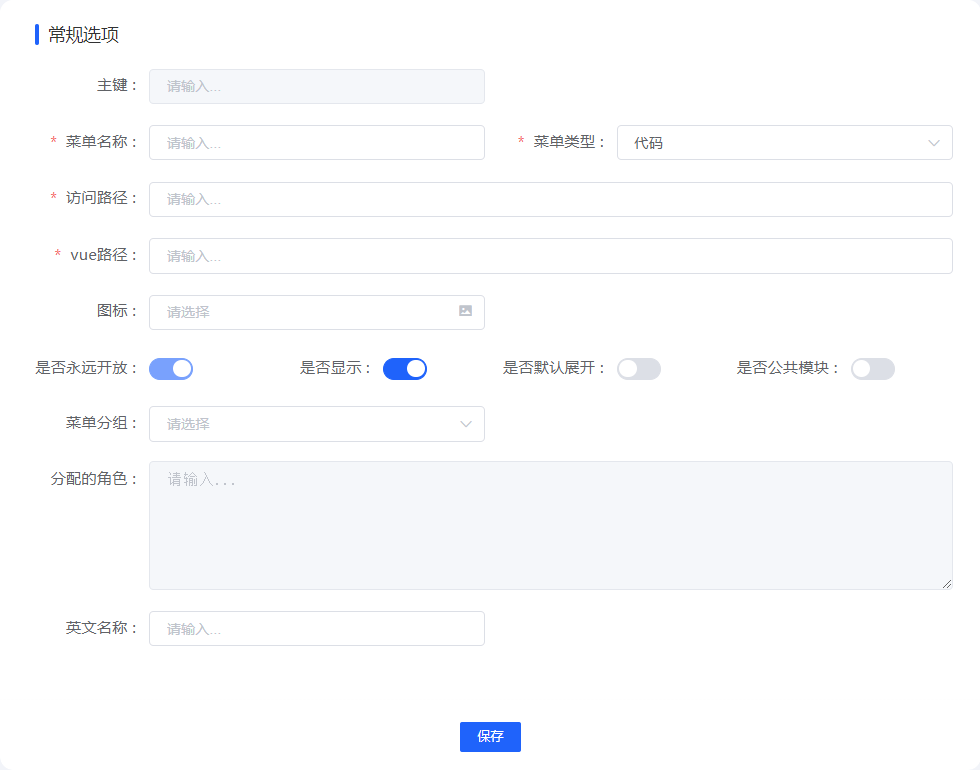 常规选项
主键： 请输入...
* 菜单名称： 请输入... * 菜单类型： 代码
* 访问路径： 请输入...
* vue路径： 请输入...
图标： 请选择
是否永远开放： 是否显示： 是否默认展开： 是否公共模块：
菜单分组： 请选择
分配的角色： 请输入...
英文名称： 请输入...
保存